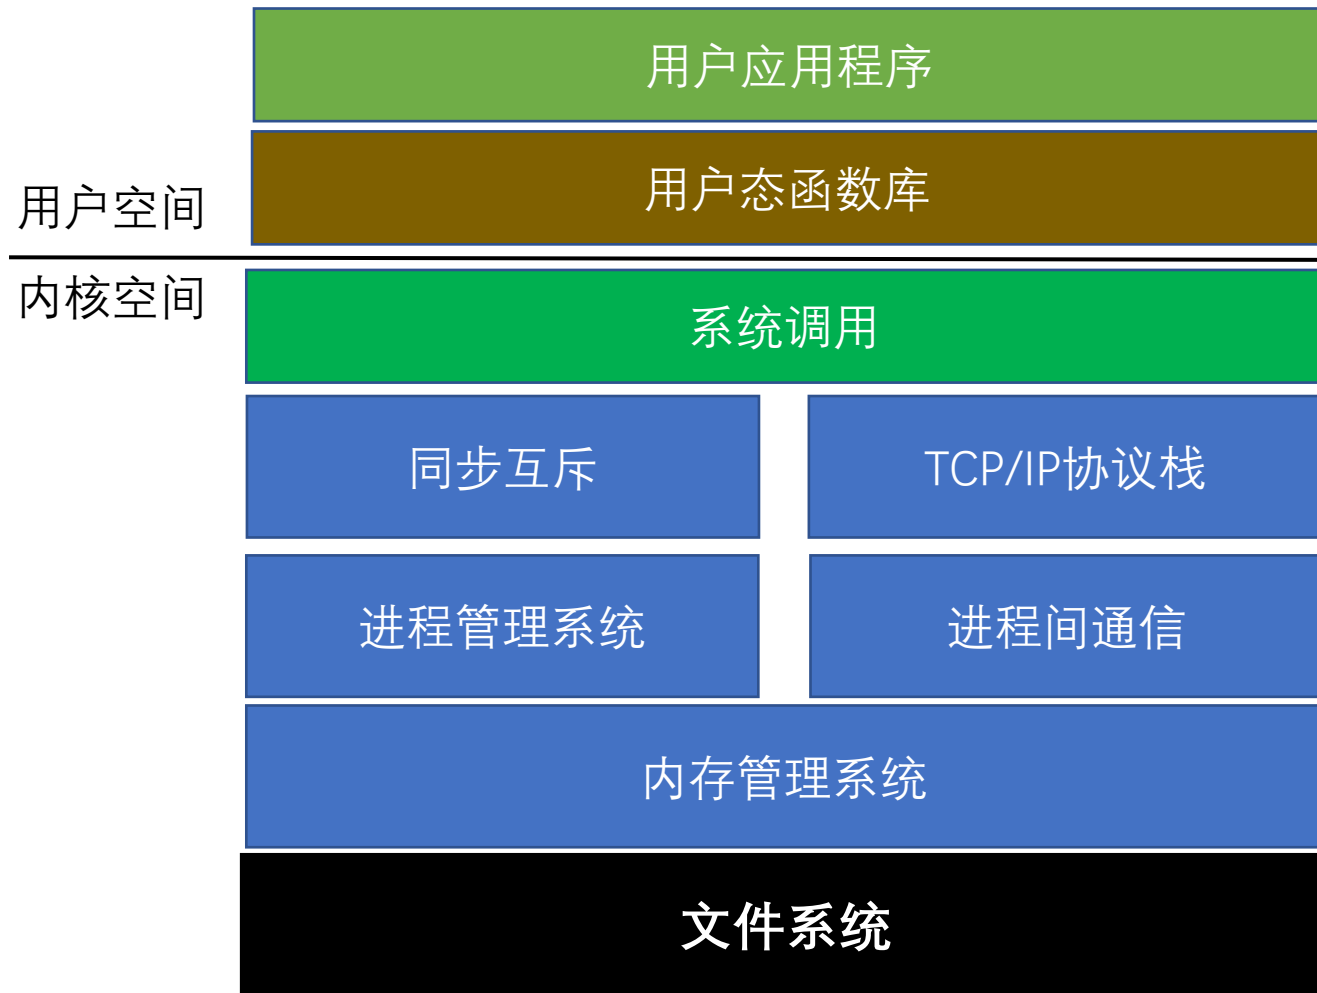 用户应用程序
用户态函数库
用户空间
内核空间
系统调用
同步互斥
TCP/IP协议栈
进程管理系统
进程间通信
内存管理系统
文件系统